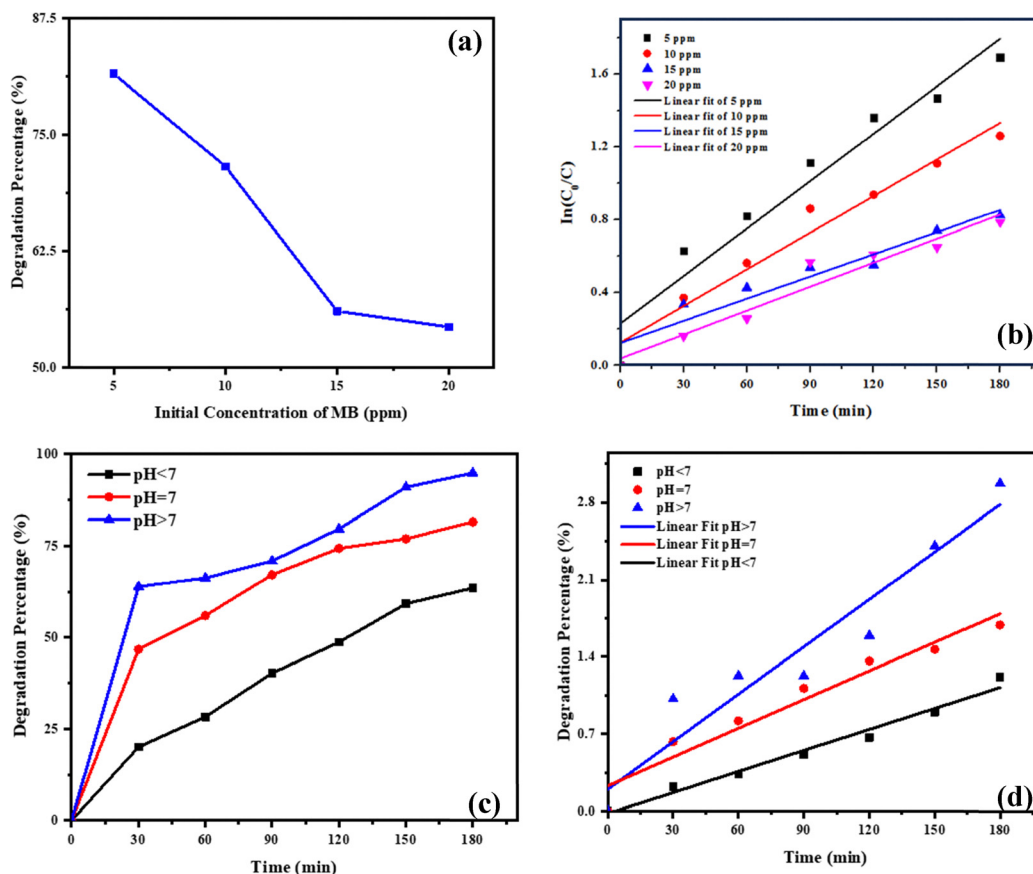 (a)
87.5
75.0
62.5
50.0
Degradation Percentage (%)
5 10 15 20
Initial Concentration of MB (ppm)
(b)
5 ppm
10 ppm
15 ppm
20 ppm
Linear fit of 5 ppm
Linear fit of 10 ppm
Linear fit of 15 ppm
Linear fit of 20 ppm
1.6
1.2
0.8
0.4
0.0
ln(C₀/C)
0 30 60 90 120 150 180
Time (min)
(c)
pH<7
pH=7
pH>7
100
75
50
25
0
Degradation Percentage (%)
0 30 60 90 120 150 180
Time (min)
(d)
pH<7
pH=7
pH>7
Linear Fit pH>7
Linear Fit pH=7
Linear Fit pH<7
2.8
2.1
1.4
0.7
0.0
Degradation Percentage (%)
0 30 60 90 120 150 180
Time (min)